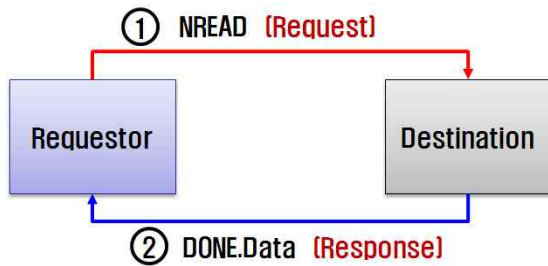 ① NREAD (Request)
Requestor
Destination
② DONE.Data (Response)